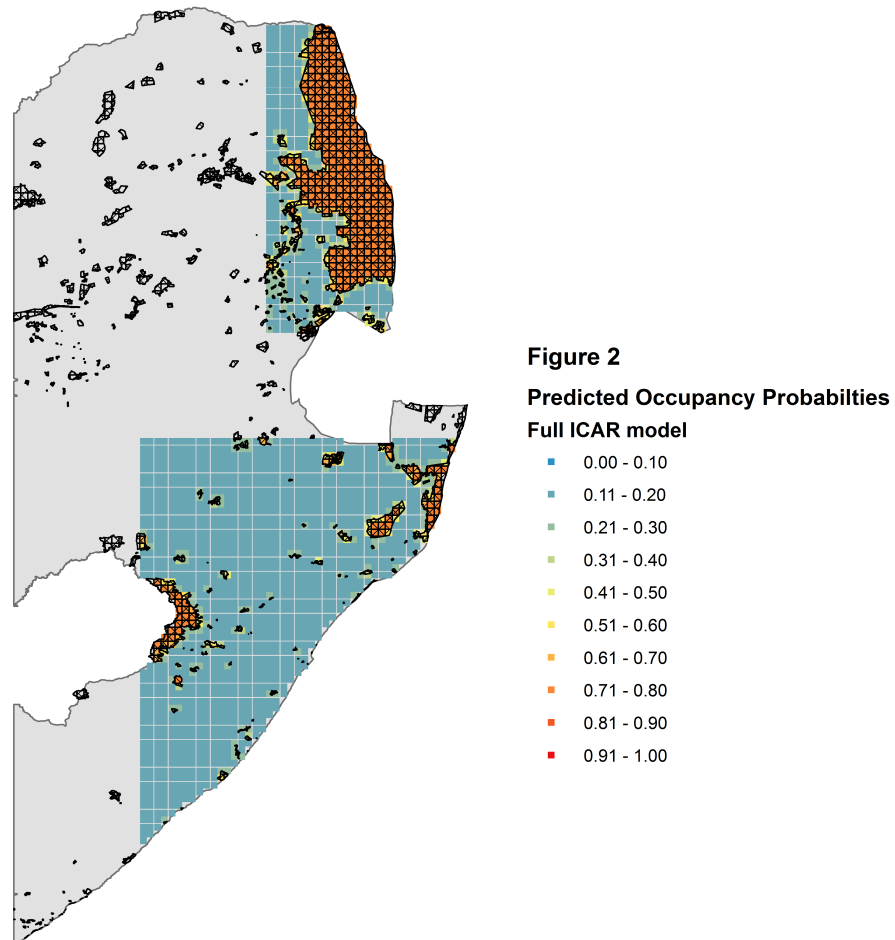 Figure 2
Predicted Occupancy Probabilties
Full ICAR model
0.00 - 0.10
0.11 - 0.20
0.21 - 0.30
0.31 - 0.40
0.41 - 0.50
0.51 - 0.60
0.61 - 0.70
0.71 - 0.80
0.81 - 0.90
0.91 - 1.00